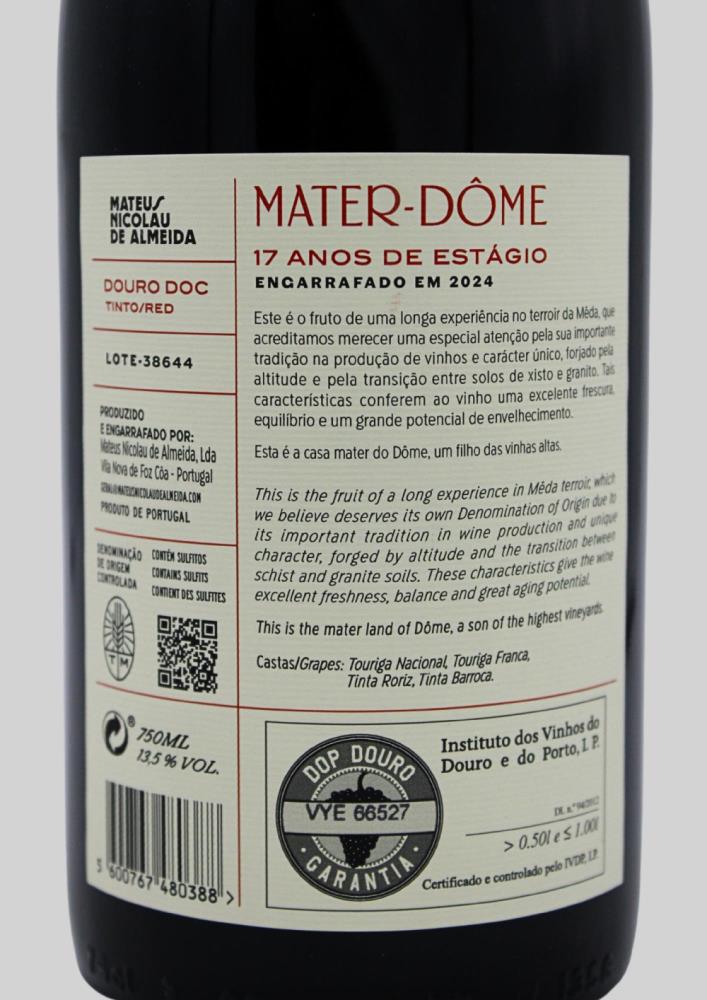 MATEUS
NICOLAU
DE ALMEIDA
DOURO DOC
TINTO/RED
LOTE-38644
PRODUZIDO
E ENGARRAFADO POR:
Mateus Nicolau de Almeida, Lda
Vila Nova de Foz Côa - Portugal
GERAL@MATEUSNICOLAUDEALMEIDA.COM
PRODUTO DE PORTUGAL
DENOMINAÇÃO
DE ORIGEM
CONTROLADA
CONTÉM SULFITOS
CONTAINS SULFITS
CONTIENT DES SULFITES
T M
®
750ML
13,5 % VOL.
5 600767 480388 >
MATER-DÔME
17 ANOS DE ESTÁGIO
ENGARRAFADO EM 2024
Este é o fruto de uma longa experiência no terroir da Mêda, que
acreditamos merecer uma especial atenção pela sua importante
tradição na produção de vinhos e carácter único, forjado pela
altitude e pela transição entre solos de xisto e granito. Tais
características conferem ao vinho uma excelente frescura,
equilíbrio e um grande potencial de envelhecimento.
Esta é a casa mater do Dôme, um filho das vinhas altas.
This is the fruit of a long experience in Mêda terroir, which
we believe deserves its own Denomination of Origin due to
its important tradition in wine production and unique
character, forged by altitude and the transition between
schist and granite soils. These characteristics give the wine
excellent freshness, balance and great aging potential.
This is the mater land of Dôme, a son of the highest vineyards.
Castas/Grapes: Touriga Nacional, Touriga Franca,
Tinta Roriz, Tinta Barroca.
DOP DOURO
VYE 66527
GARANTIA
Instituto dos Vinhos do
Douro e do Porto, I. P.
DL n.º 94/2012
> 0.50l e ≤ 1.00l
Certificado e controlado pelo IVDP, I.P.